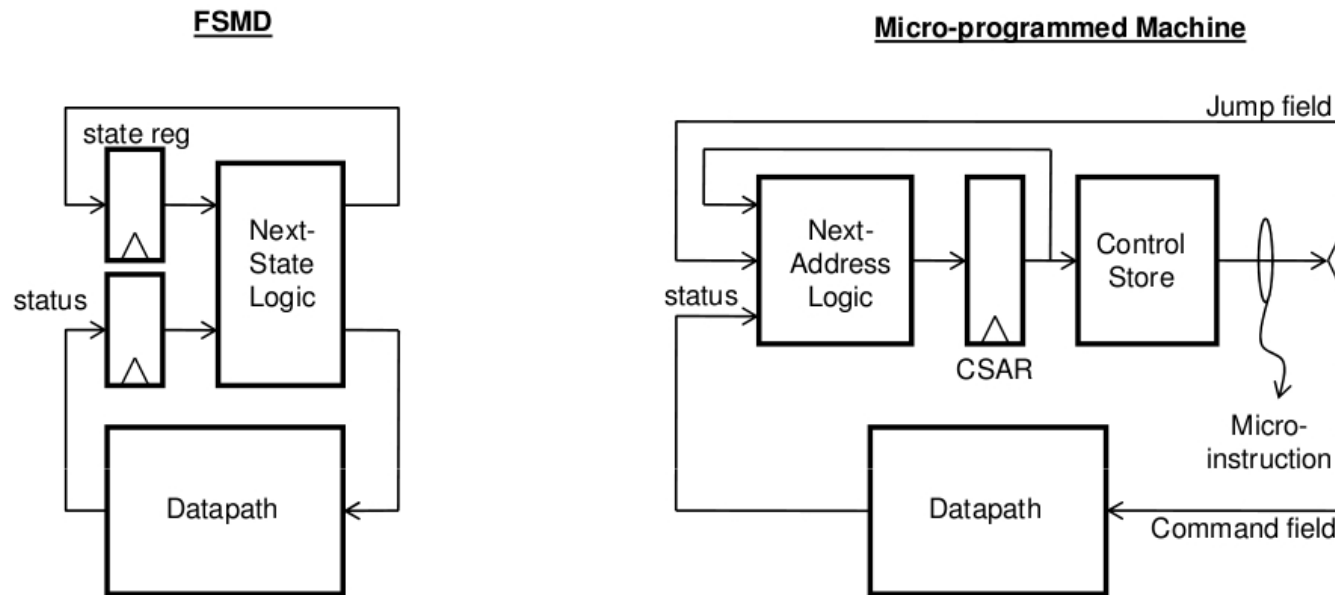 FSMD
state reg
Next-
State
Logic
status
Datapath
Micro-programmed Machine
Jump field
Next-
Address
Logic
status
CSAR
Control
Store
Micro-
instruction
Datapath
Command field